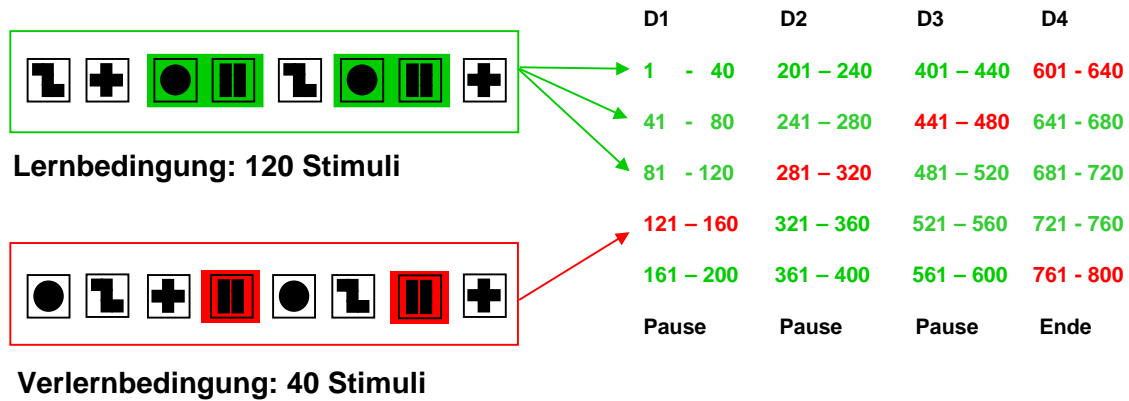 D1 D2 D3 D4
1 - 40 201 – 240 401 – 440 601 - 640
41 - 80 241 – 280 441 – 480 641 - 680
Lernbedingung: 120 Stimuli
81 - 120 281 – 320 481 – 520 681 - 720
121 – 160 321 – 360 521 – 560 721 - 760
161 – 200 361 – 400 561 – 600 761 - 800
Pause Pause Pause Ende
Verlernbedingung: 40 Stimuli